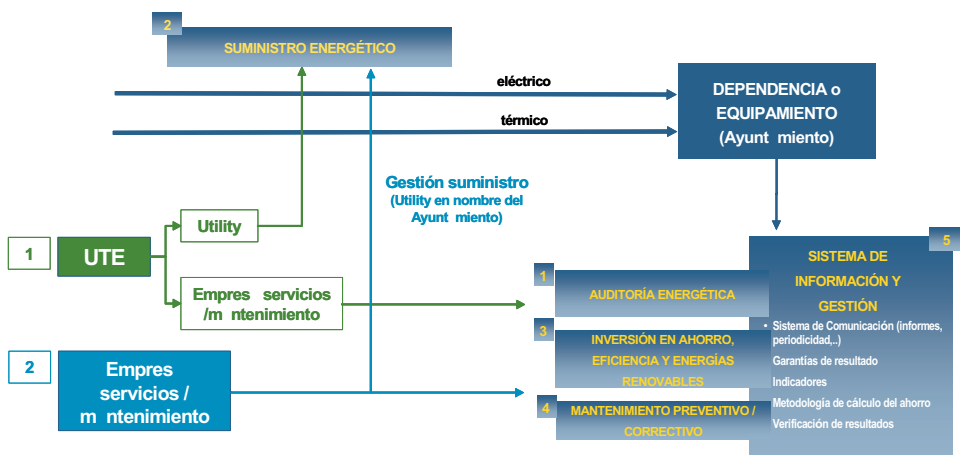 2
SUMINISTRO ENERGÉTICO
eléctrico
térmico
DEPENDENCIA o
EQUIPAMIENTO
(Ayunt miento)
Gestión suministro
(Utility en nombre del
Ayunt miento)
1
UTE
Utility
Empres servicios
/m ntenimiento
2
Empres
servicios /
m ntenimiento
1
AUDITORÍA ENERGÉTICA
3
INVERSIÓN EN AHORRO,
EFICIENCIA Y ENERGÍAS
RENOVABLES
4
MANTENIMIENTO PREVENTIVO /
CORRECTIVO
5
SISTEMA DE
INFORMACIÓN Y
GESTIÓN
• Sistema de Comunicación (informes,
periodicidad,..)
Garantías de resultado
Indicadores
Metodología de cálculo del ahorro
Verificación de resultados